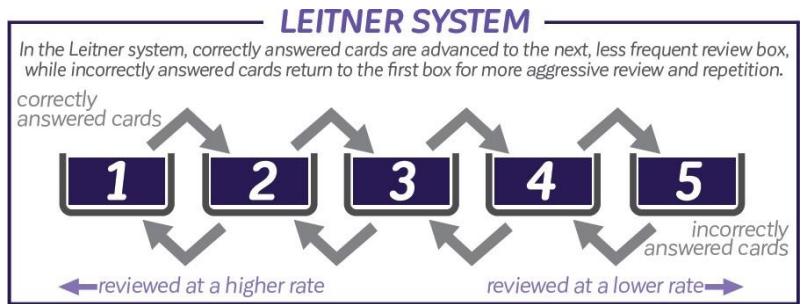 LEITNER SYSTEM
In the Leitner system, correctly answered cards are advanced to the next, less frequent review box,
while incorrectly answered cards return to the first box for more aggressive review and repetition.
correctly
answered cards
1 2 3 4 5
incorrectly
answered cards
reviewed at a higher rate
reviewed at a lower rate